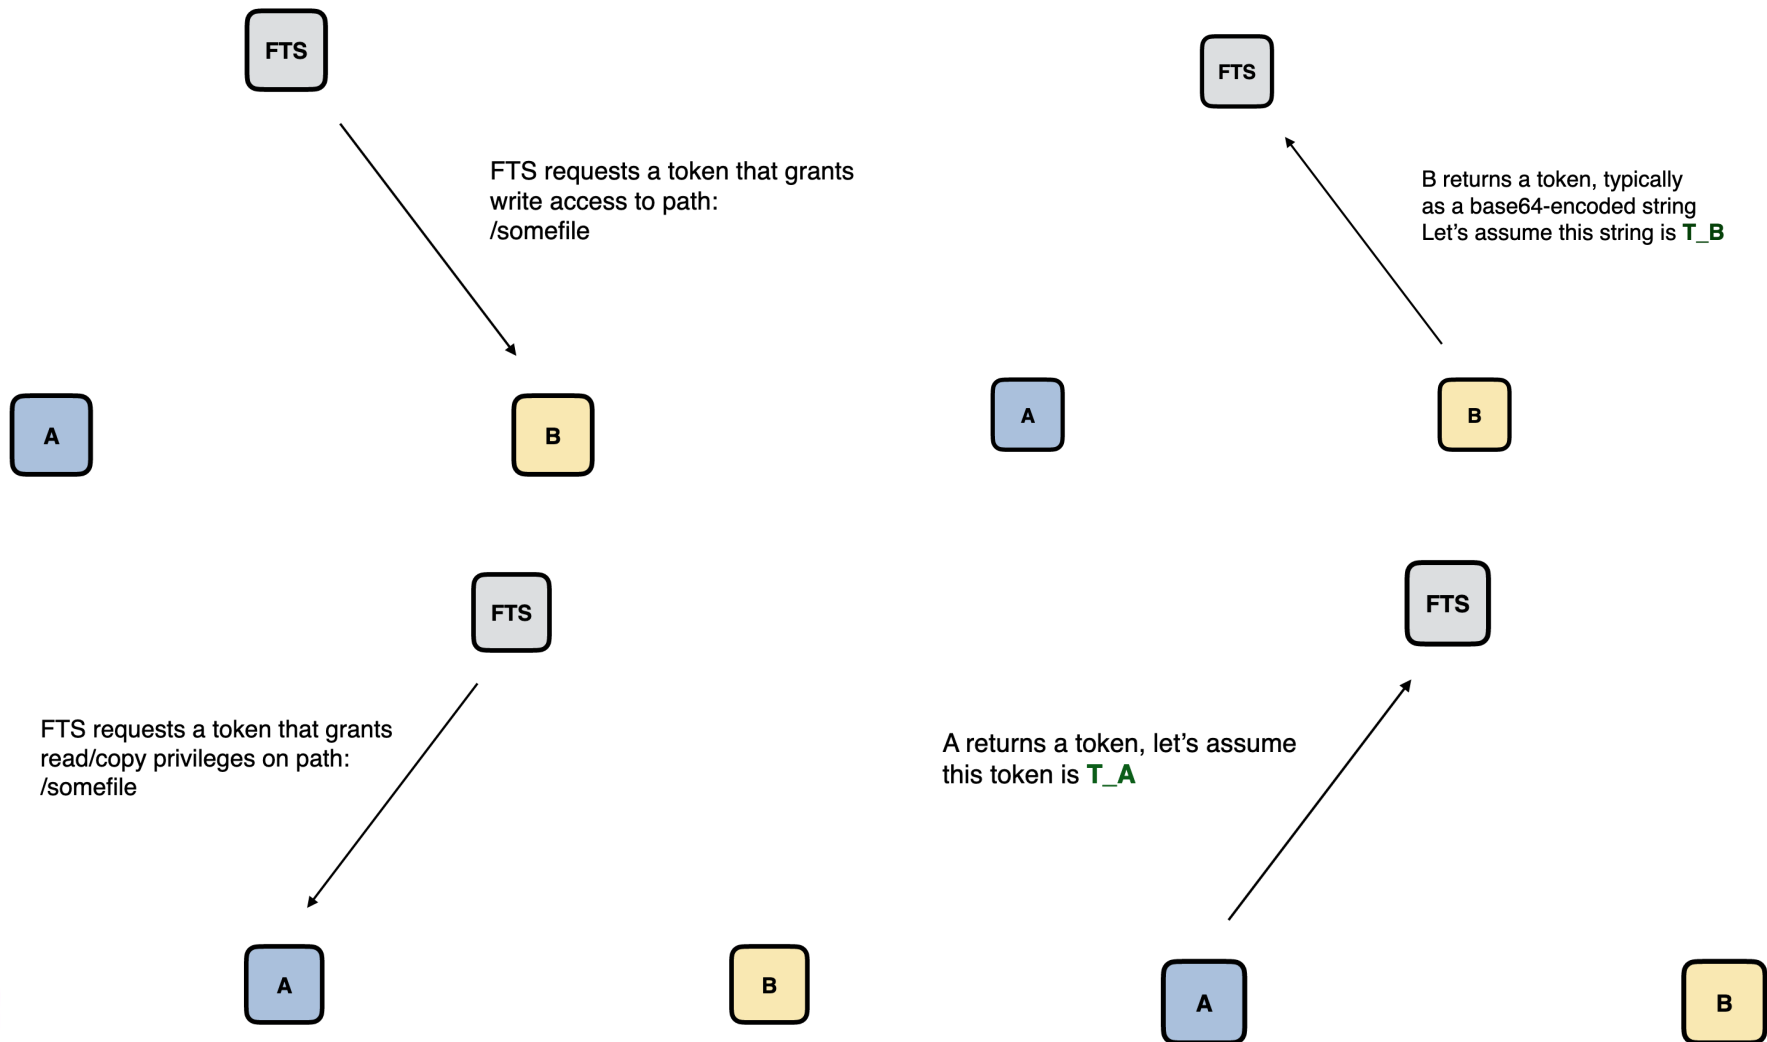 FTS
FTS requests a token that grants
write access to path:
/somefile
A
B
FTS
B returns a token, typically
as a base64-encoded string
Let’s assume this string is T_B
A
B
FTS
FTS requests a token that grants
read/copy privileges on path:
/somefile
A
B
FTS
A returns a token, let’s assume
this token is T_A
A
B